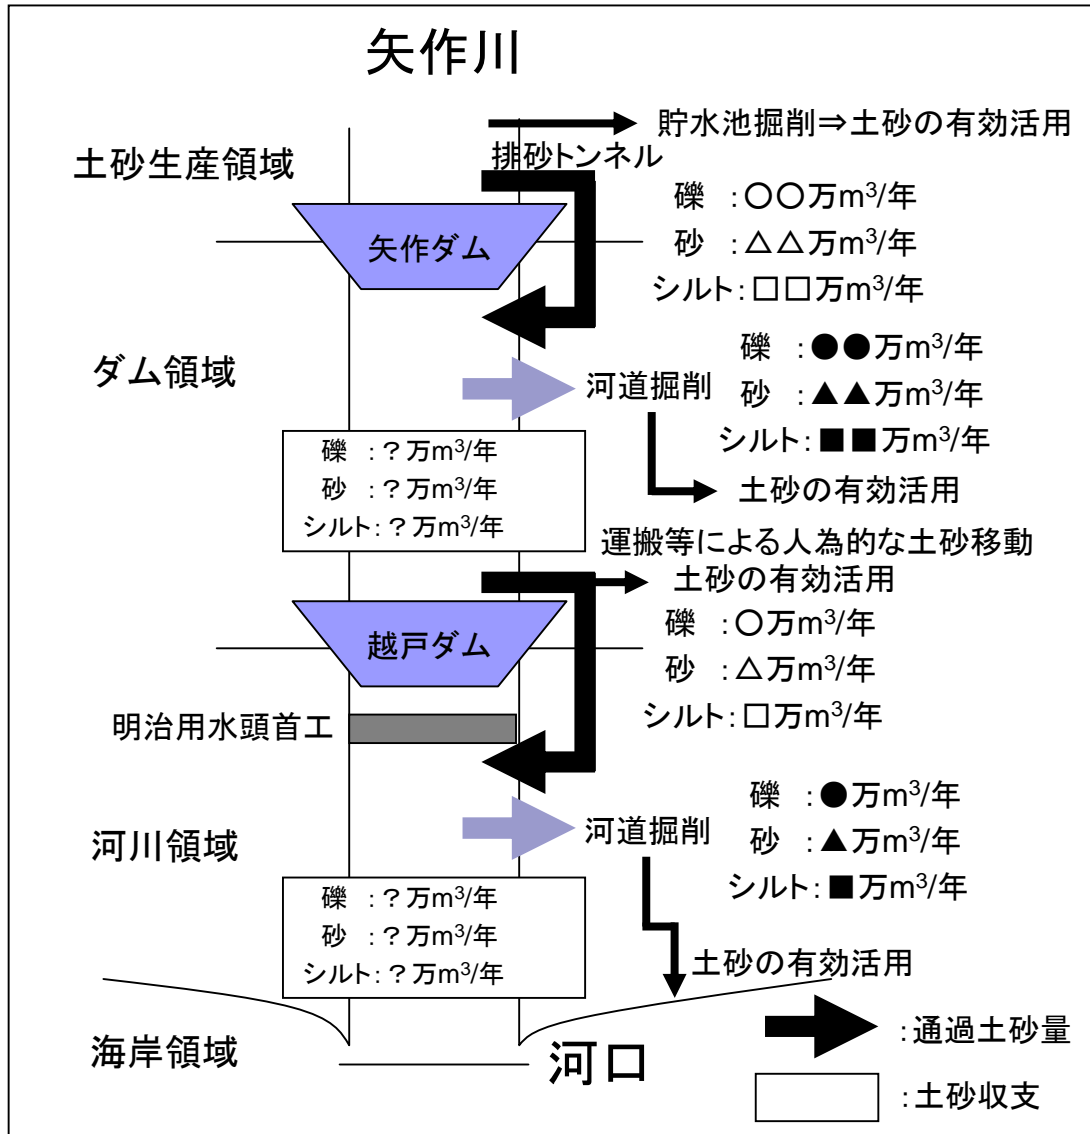 矢作川
貯水池掘削⇒土砂の有効活用
排砂トンネル
土砂生産領域
礫 :○○万m³/年
砂 :△△万m³/年
シルト:□□万m³/年
矢作ダム
ダム領域
礫 :●●万m³/年
砂 :▲▲万m³/年
シルト:■■万m³/年
河道掘削
土砂の有効活用
礫 :?万m³/年
砂 :?万m³/年
シルト:?万m³/年
運搬等による人為的な土砂移動
土砂の有効活用
礫 :○万m³/年
砂 :△万m³/年
シルト:□万m³/年
越戸ダム
明治用水頭首工
礫 :●万m³/年
砂 :▲万m³/年
シルト:■万m³/年
河川領域
河道掘削
礫 :?万m³/年
砂 :?万m³/年
シルト:?万m³/年
土砂の有効活用
海岸領域
河口
:通過土砂量
:土砂収支